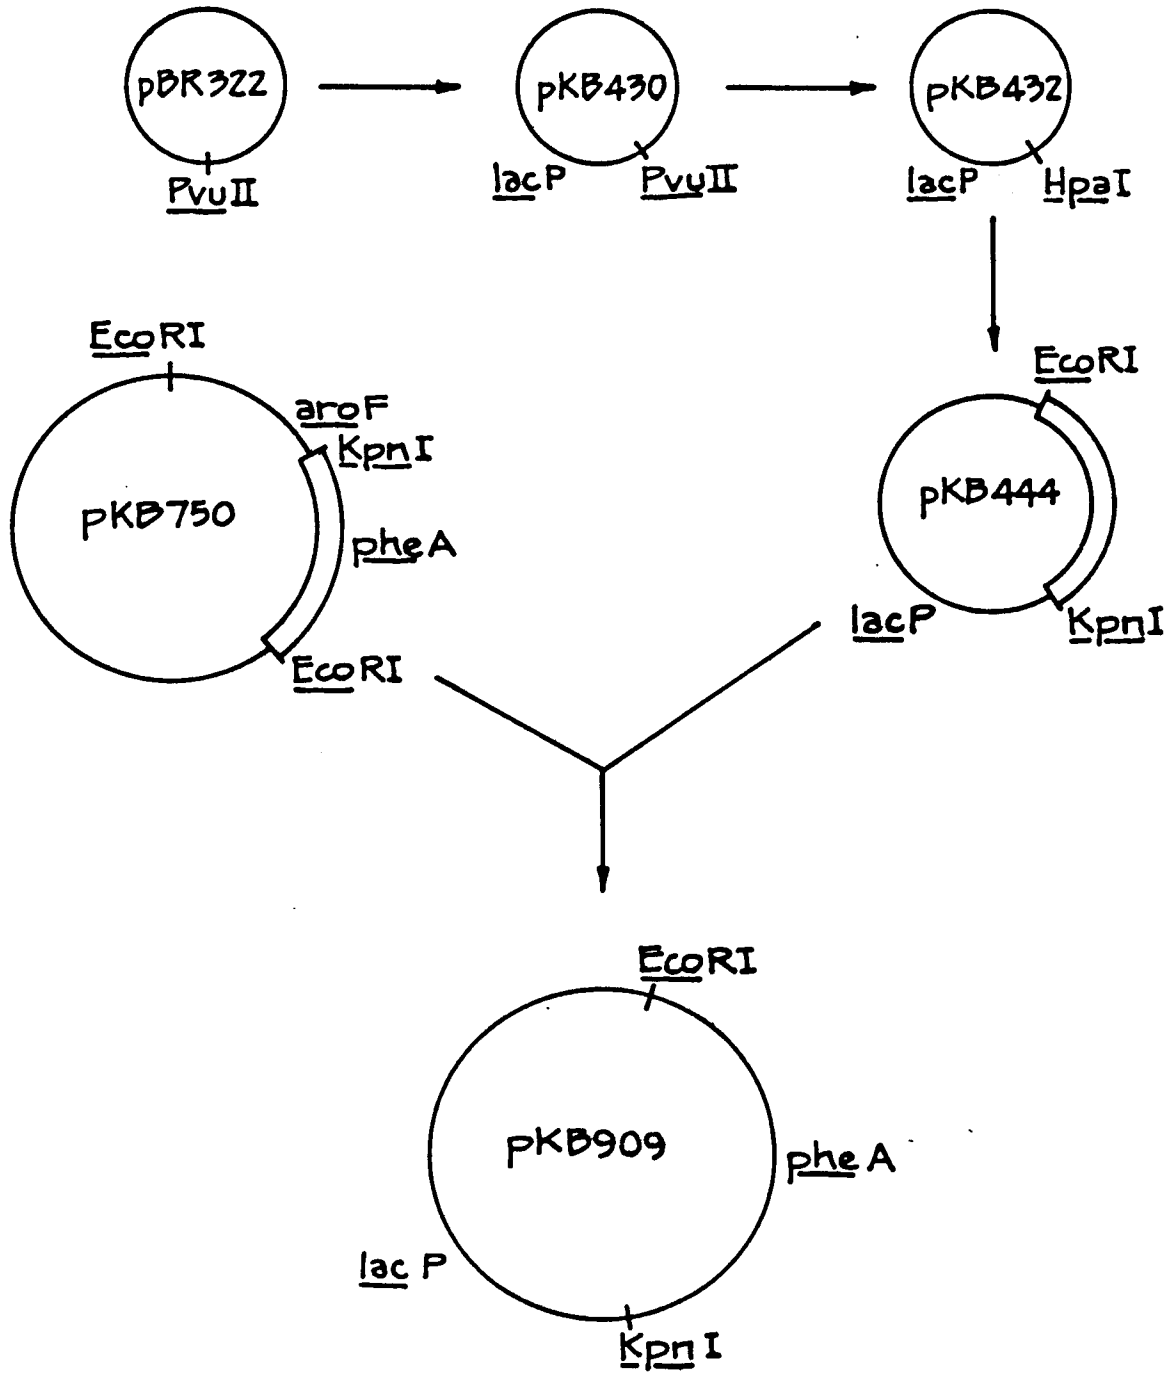 pBR322
PvuII
pKB430
lacP
PvuII
pKB432
lacP
HpaI
EcoRI
aroF
KpnI
pKB750
pheA
EcoRI
EcoRI
pKB444
lacP
KpnI
EcoRI
pKB909
pheA
lac P
Kpn I